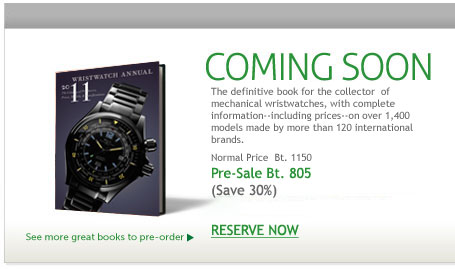 COMING SOON
The definitive book for the collector of
mechanical wristwatches, with complete
information--including prices--on over 1,400
models made by more than 120 international
brands.
Normal Price Bt. 1150
Pre-Sale Bt. 805
(Save 30%)
RESERVE NOW
WRISTWATCH ANNUAL
20
11
See more great books to pre-order ▶